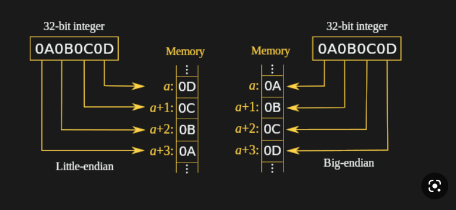 32-bit integer
0A0B0C0D
Memory
a: 0D
a+1: 0C
a+2: 0B
a+3: 0A
Little-endian
32-bit integer
0A0B0C0D
Memory
a: 0A
a+1: 0B
a+2: 0C
a+3: 0D
Big-endian